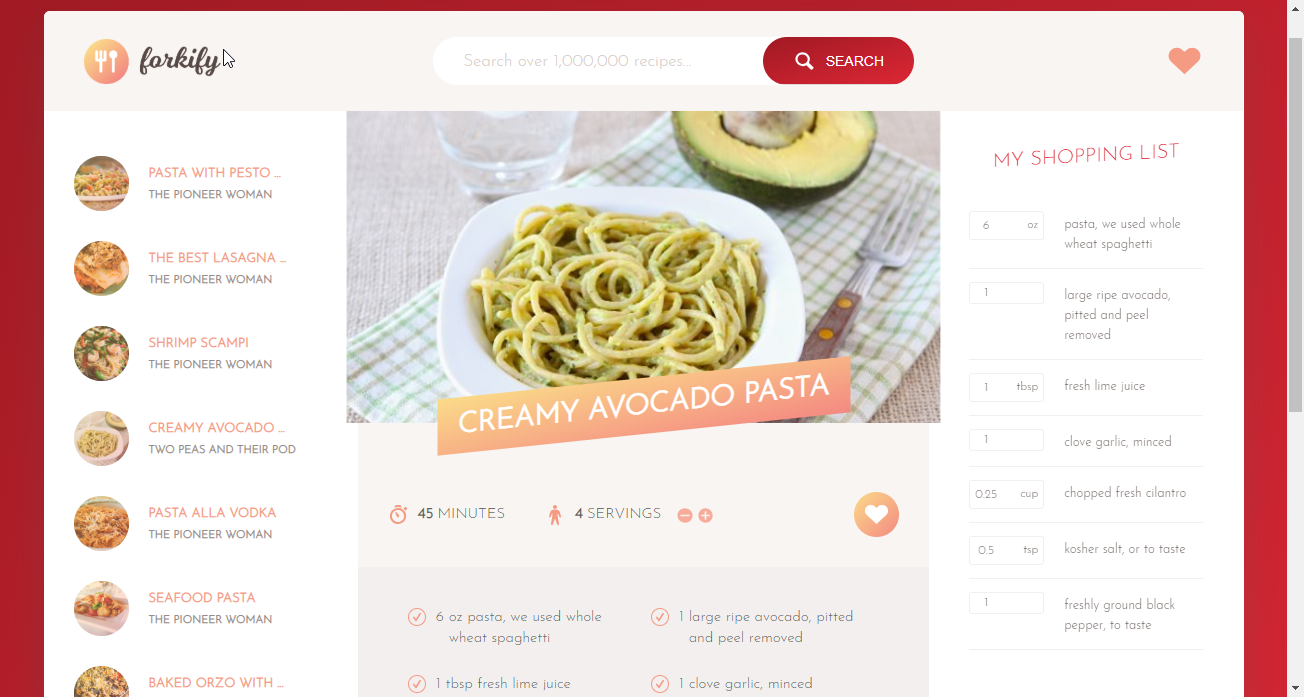 forkify
Search over 1,000,000 recipes...
SEARCH
PASTA WITH PESTO ...
THE PIONEER WOMAN
THE BEST LASAGNA ...
THE PIONEER WOMAN
SHRIMP SCAMPI
THE PIONEER WOMAN
CREAMY AVOCADO ...
TWO PEAS AND THEIR POD
PASTA ALLA VODKA
THE PIONEER WOMAN
SEAFOOD PASTA
THE PIONEER WOMAN
BAKED ORZO WITH ...
CREAMY AVOCADO PASTA
45 MINUTES
4 SERVINGS
6 oz pasta, we used whole
wheat spaghetti
1 large ripe avocado, pitted
and peel removed
1 tbsp fresh lime juice
1 clove garlic, minced
MY SHOPPING LIST
6 oz pasta, we used whole
wheat spaghetti
1 large ripe avocado,
pitted and peel
removed
1 tbsp fresh lime juice
1 clove garlic, minced
0.25 cup chopped fresh cilantro
0.5 tsp kosher salt, or to taste
1 freshly ground black
pepper, to taste